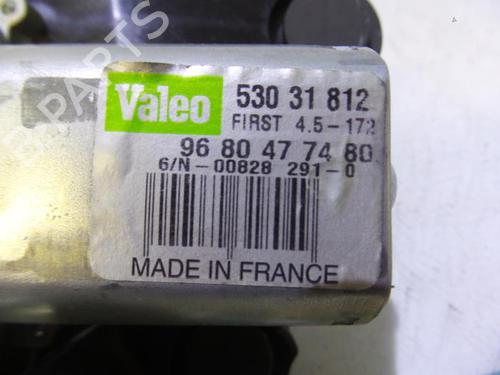 PARTS
Valeo
530 31 812
FIRST 4.5-172
96 80 47 74 80
6/N-00828 291-0
MADE IN FRANCE